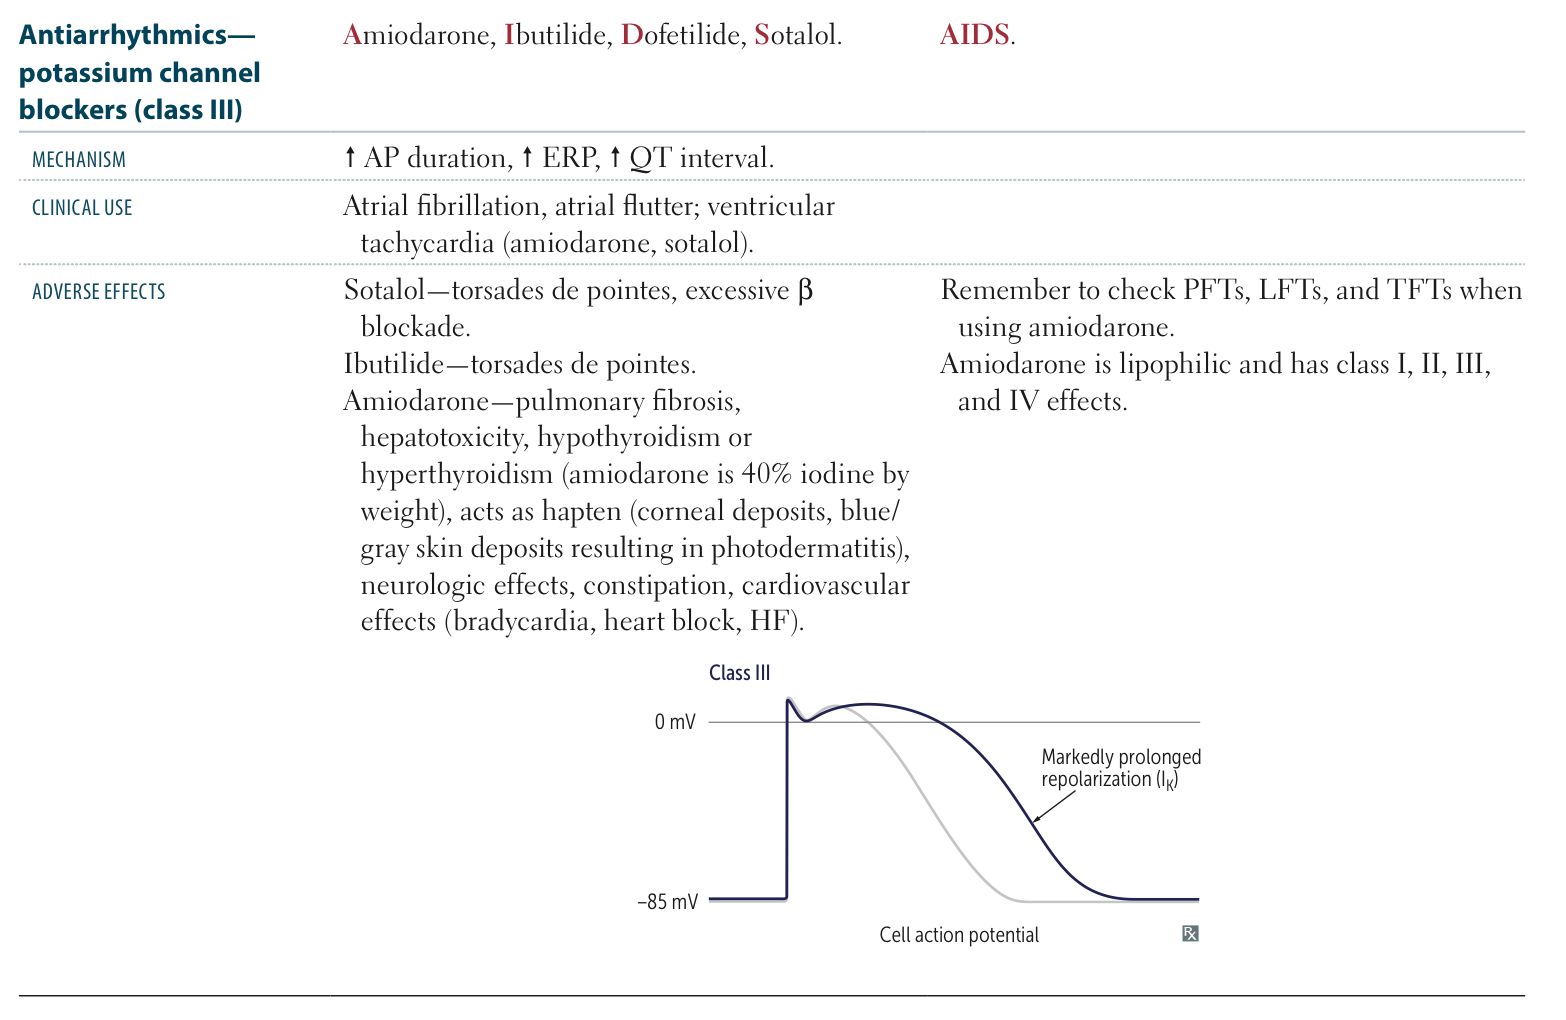 Antiarrhythmics—
potassium channel
blockers (class III)
Amiodarone, Ibutilide, Dofetilide, Sotalol.
AIDS.
MECHANISM
↑ AP duration, ↑ ERP, ↑ QT interval.
CLINICAL USE
Atrial fibrillation, atrial flutter; ventricular
tachycardia (amiodarone, sotalol).
ADVERSE EFFECTS
Sotalol—torsades de pointes, excessive β
blockade.
Ibutilide—torsades de pointes.
Amiodarone—pulmonary fibrosis,
hepatotoxicity, hypothyroidism or
hyperthyroidism (amiodarone is 40% iodine by
weight), acts as hapten (corneal deposits, blue/
gray skin deposits resulting in photodermatitis),
neurologic effects, constipation, cardiovascular
effects (bradycardia, heart block, HF).
Remember to check PFTs, LFTs, and TFTs when
using amiodarone.
Amiodarone is lipophilic and has class I, II, III,
and IV effects.
Class III
0 mV
Markedly prolonged
repolarization (IK)
–85 mV
Cell action potential
Rx